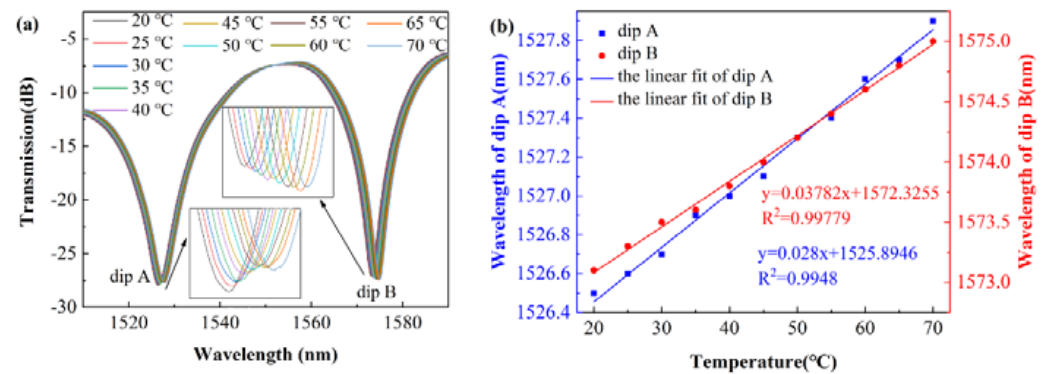 (a)
20 ℃ 45 ℃ 55 ℃ 65 ℃
25 ℃ 50 ℃ 60 ℃ 70 ℃
30 ℃
35 ℃
40 ℃
Transmission(dB)
-5
-10
-15
-20
-25
-30
dip A
dip B
1520 1540 1560 1580
Wavelength (nm)
(b)
dip A
dip B
the linear fit of dip A
the linear fit of dip B
Wavelength of dip A(nm)
1527.8
1527.6
1527.4
1527.2
1527.0
1526.8
1526.6
1526.4
y=0.03782x+1572.3255
R²=0.99779
y=0.028x+1525.8946
R²=0.9948
1575.0
1574.5
1574.0
1573.5
1573.0
Wavelength of dip B(nm)
20 30 40 50 60 70
Temperature(℃)